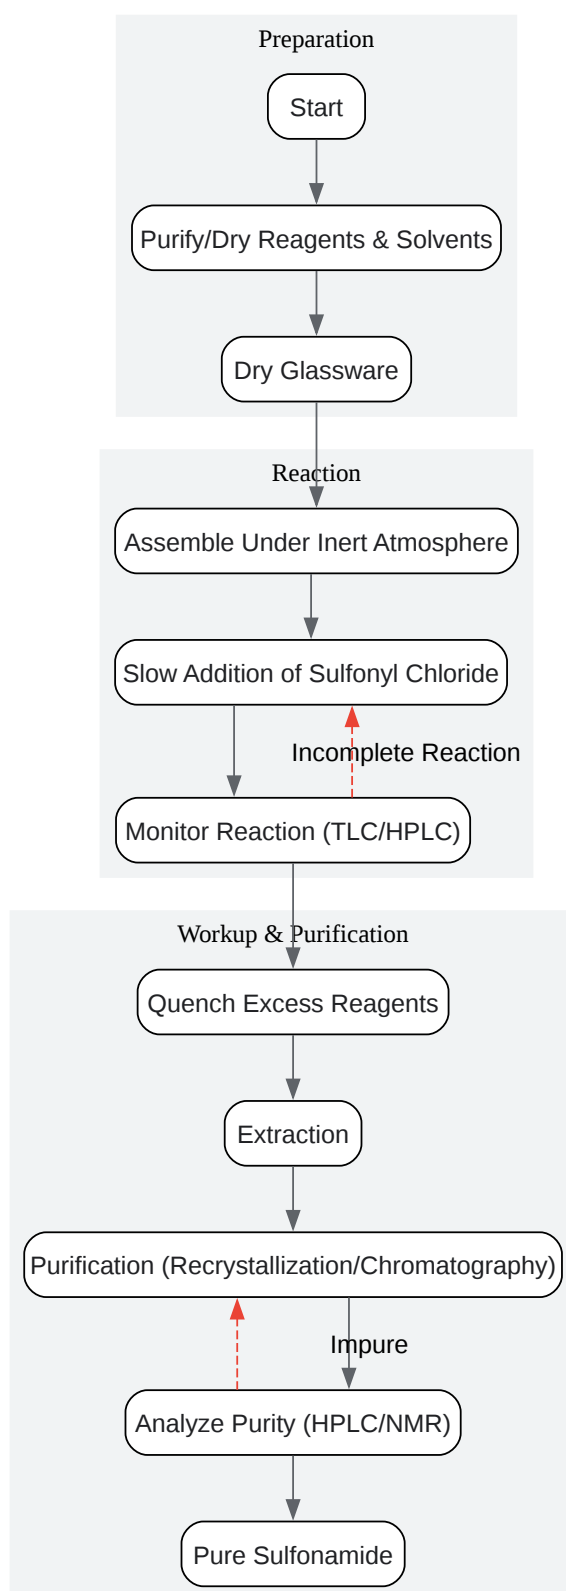 Preparation
Start
Purify/Dry Reagents & Solvents
Dry Glassware
Reaction
Assemble Under Inert Atmosphere
Slow Addition of Sulfonyl Chloride
Incomplete Reaction
Monitor Reaction (TLC/HPLC)
Workup & Purification
Quench Excess Reagents
Extraction
Purification (Recrystallization/Chromatography)
Impure
Analyze Purity (HPLC/NMR)
Pure Sulfonamide